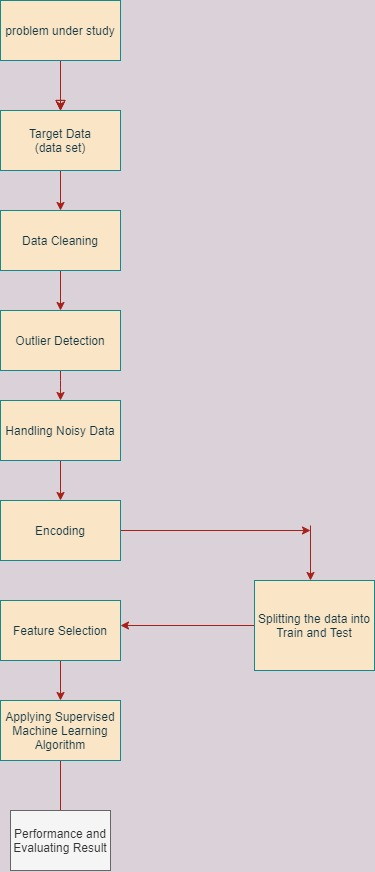 problem under study
Target Data
(data set)
Data Cleaning
Outlier Detection
Handling Noisy Data
Encoding
Splitting the data into
Train and Test
Feature Selection
Applying Supervised
Machine Learning
Algorithm
Performance and
Evaluating Result